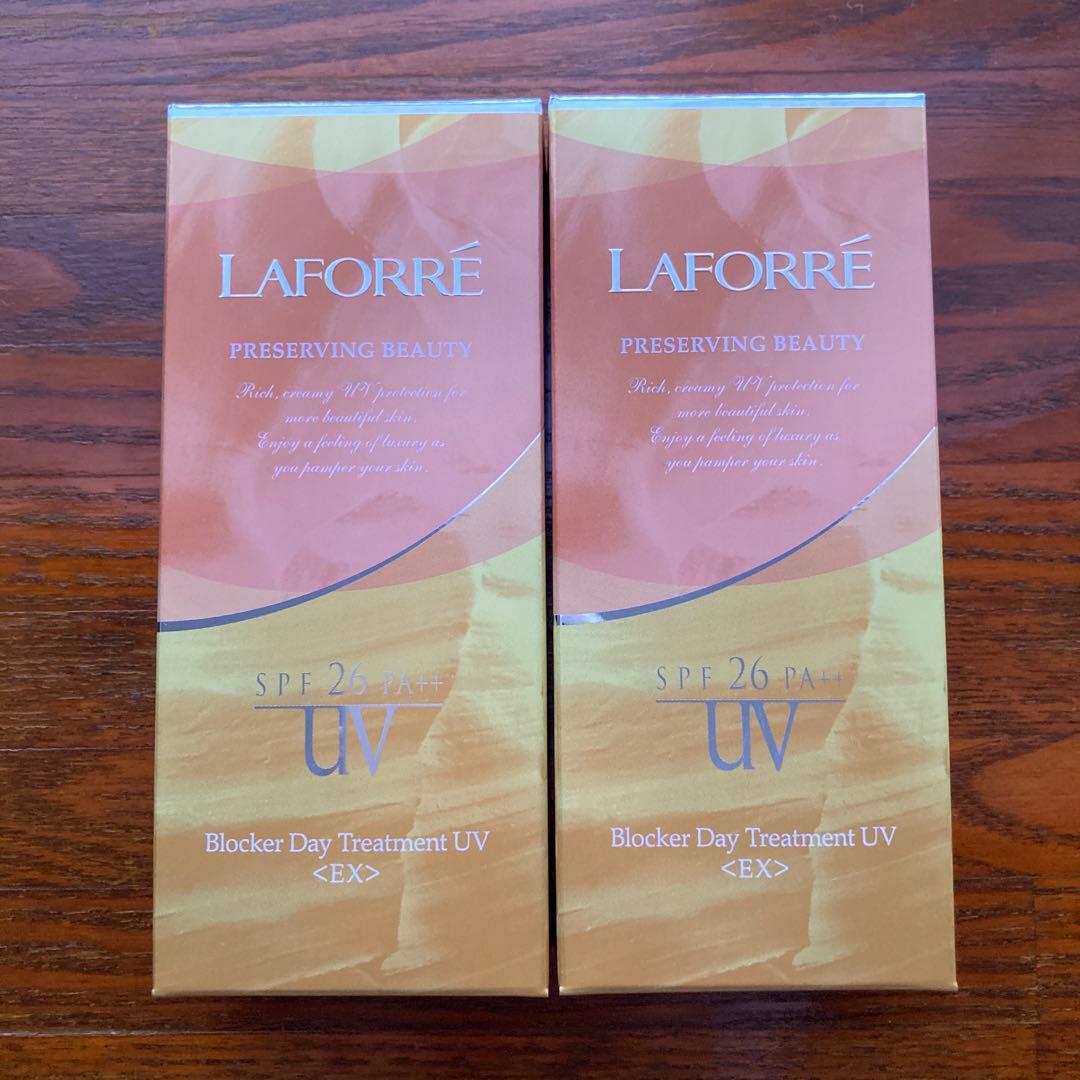 LAFORRÉ
PRESERVING BEAUTY
Rich, creamy UV protection for
more beautiful skin.
Enjoy a feeling of luxury as
you pamper your skin.
SPF 26 PA++
UV
Blocker Day Treatment UV
<EX>
LAFORRÉ
PRESERVING BEAUTY
Rich, creamy UV protection for
more beautiful skin.
Enjoy a feeling of luxury as
you pamper your skin.
SPF 26 PA++
UV
Blocker Day Treatment UV
<EX>